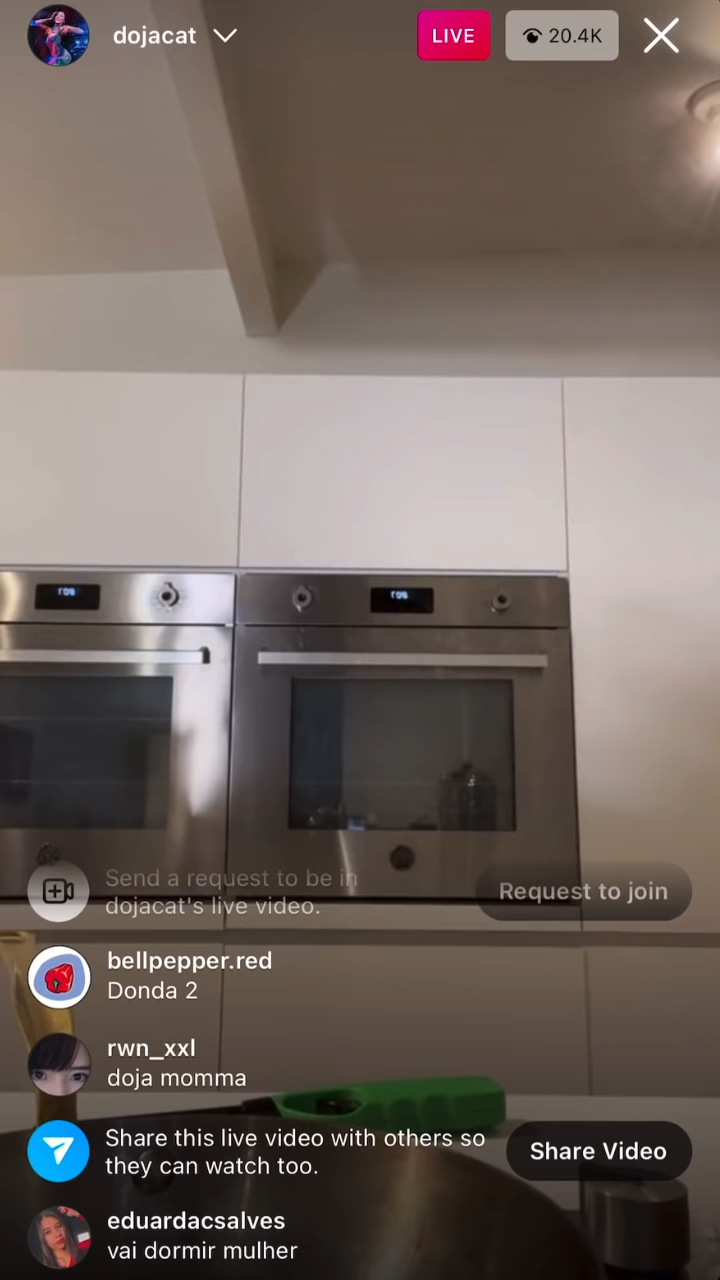 dojacat
LIVE
20.4K
Send a request to be in
dojacat's live video.
Request to join
bellpepper.red
Donda 2
rwn_xxl
doja momma
Share this live video with others so
they can watch too.
Share Video
eduardacsalves
vai dormir mulher